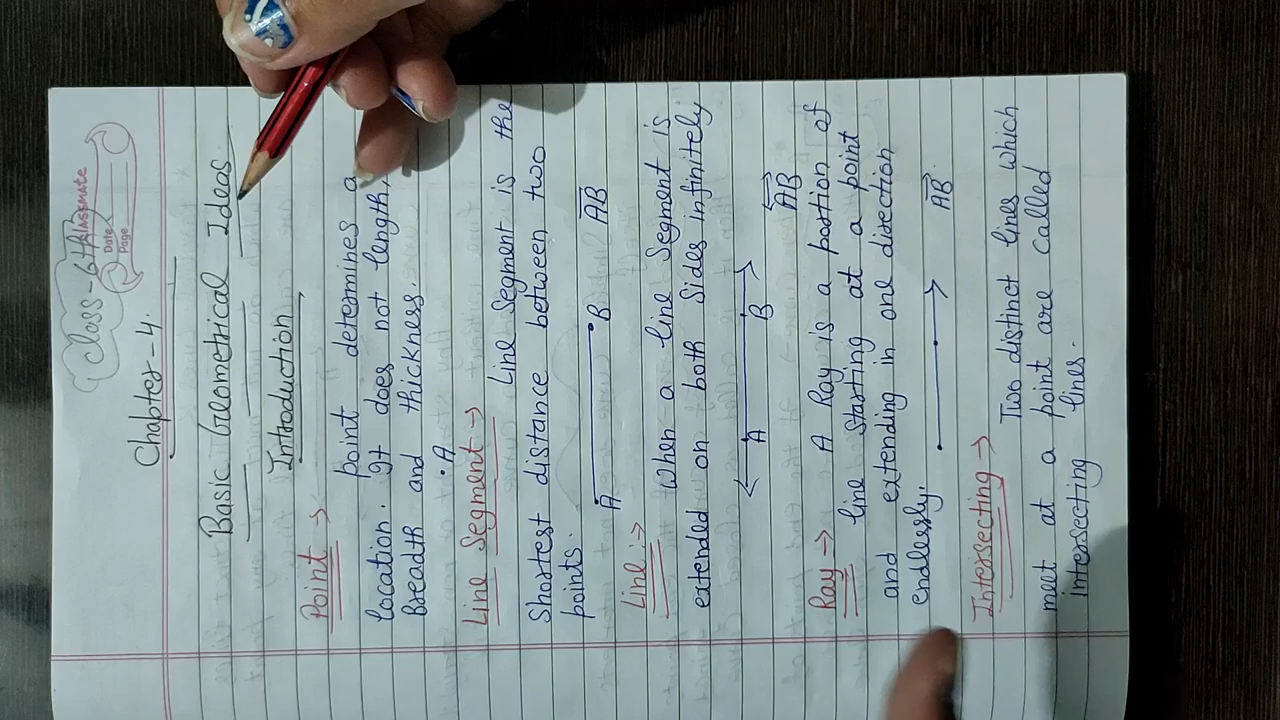 Class-6th
classmate
Date
Page
Chapter-4.
Basic Geometrical Ideas.
Introduction
Point →
point determines a
location. It does not length,
Breadth and thickness.
. A
Line Segment →
Line Segment is the
Shortest distance between two
points.
A B AB
Line :→
When a line Segment is
extended on both Sides infinitely
A B AB
Ray → A Ray is a portion of
line Starting at a point
and extending in one direction
endlessly.
AB
Intersecting → Two distinct lines which
meet at a point are called
intersecting lines.